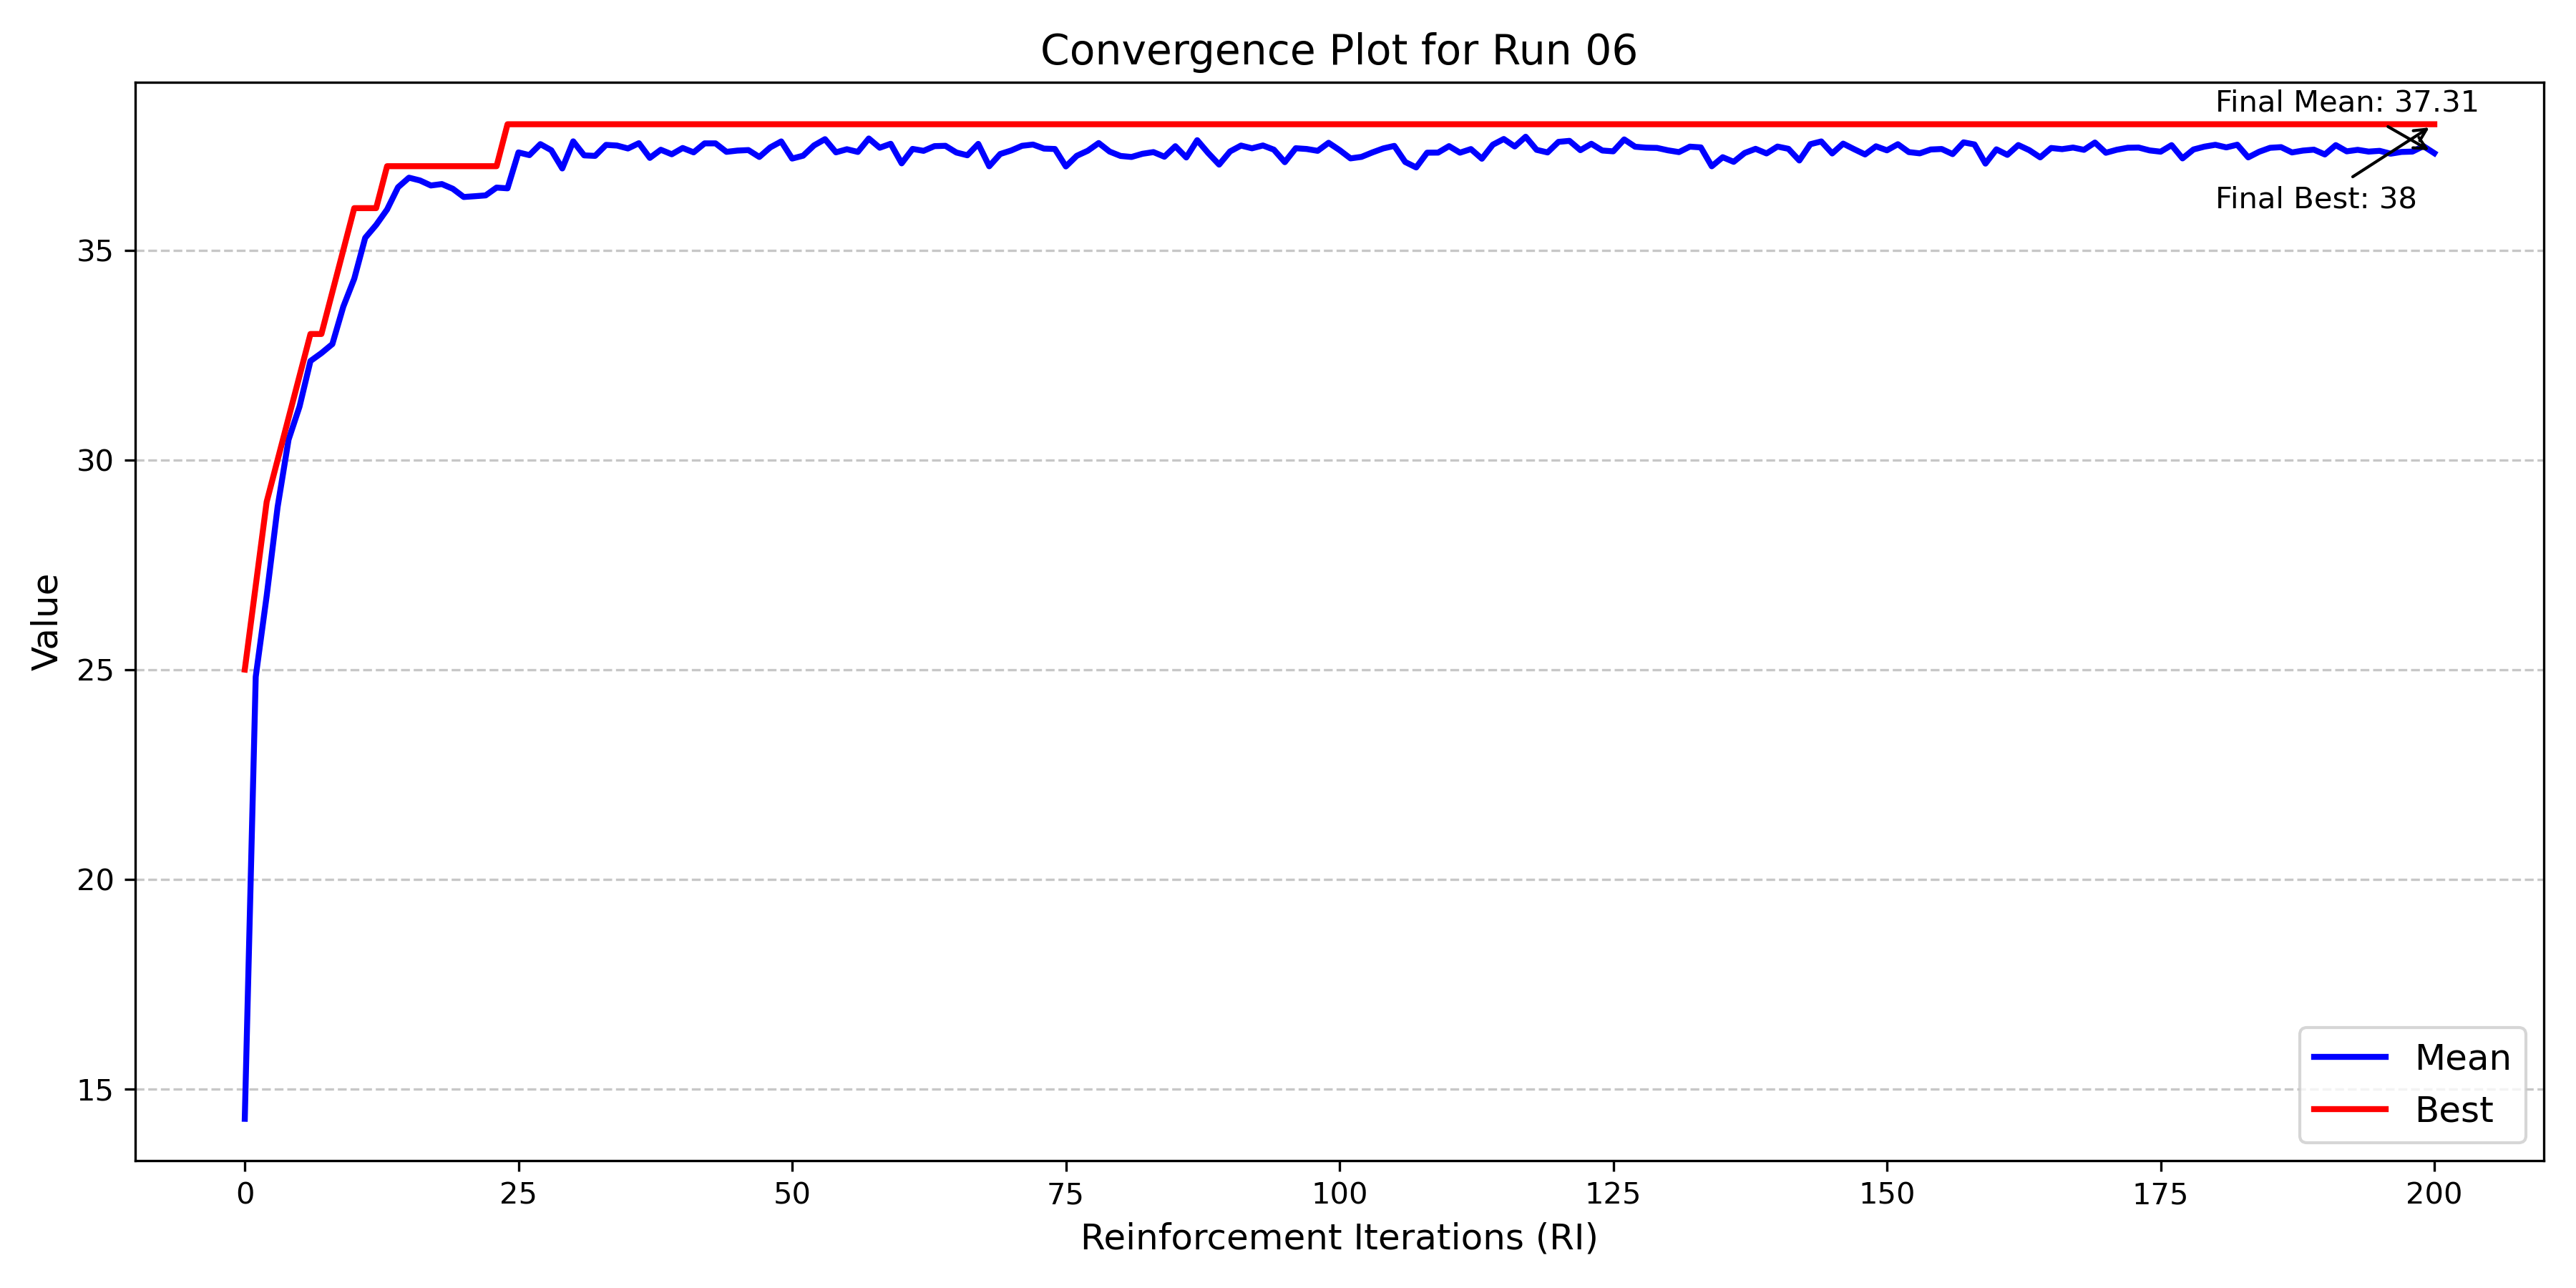 Convergence Plot for Run 06
Final Mean: 37.31
Final Best: 38
Value
35
30
25
20
15
Mean
Best
0 25 50 75 100 125 150 175 200
Reinforcement Iterations (RI)